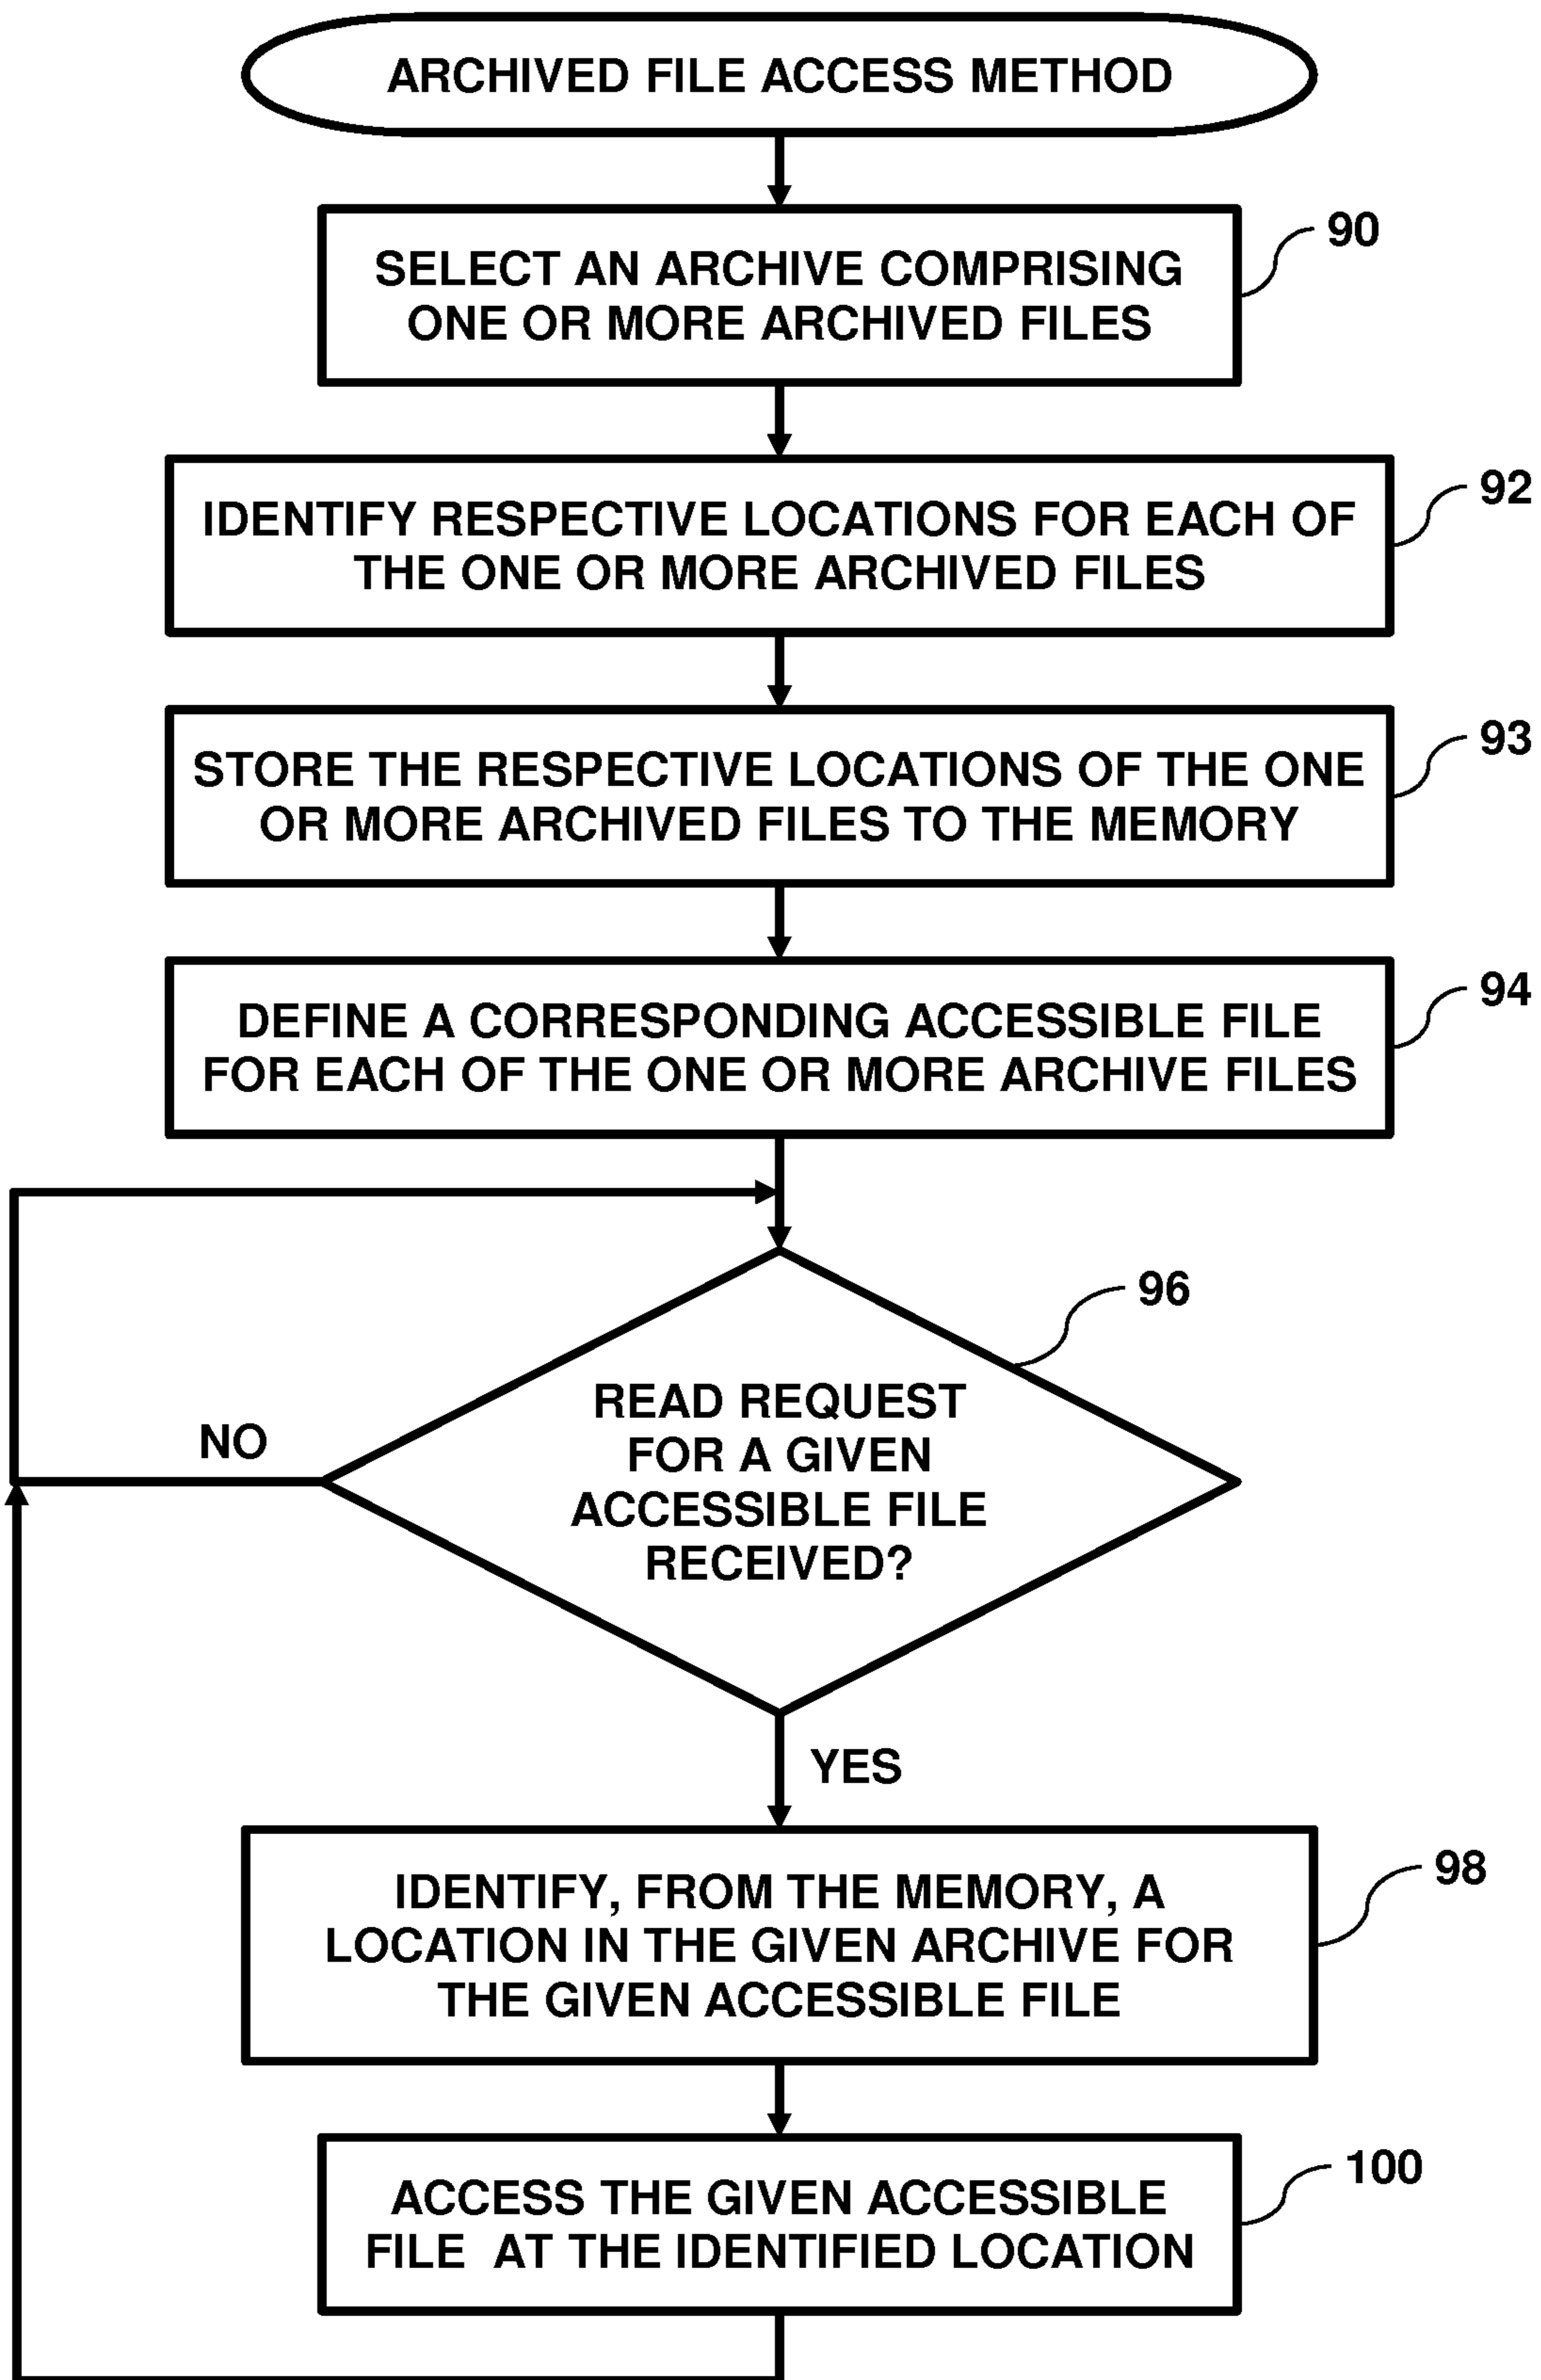 ARCHIVED FILE ACCESS METHOD
90
SELECT AN ARCHIVE COMPRISING
ONE OR MORE ARCHIVED FILES
92
IDENTIFY RESPECTIVE LOCATIONS FOR EACH OF
THE ONE OR MORE ARCHIVED FILES
93
STORE THE RESPECTIVE LOCATIONS OF THE ONE
OR MORE ARCHIVED FILES TO THE MEMORY
94
DEFINE A CORRESPONDING ACCESSIBLE FILE
FOR EACH OF THE ONE OR MORE ARCHIVE FILES
96
READ REQUEST
FOR A GIVEN
ACCESSIBLE FILE
RECEIVED?
NO
YES
98
IDENTIFY, FROM THE MEMORY, A
LOCATION IN THE GIVEN ARCHIVE FOR
THE GIVEN ACCESSIBLE FILE
100
ACCESS THE GIVEN ACCESSIBLE
FILE AT THE IDENTIFIED LOCATION